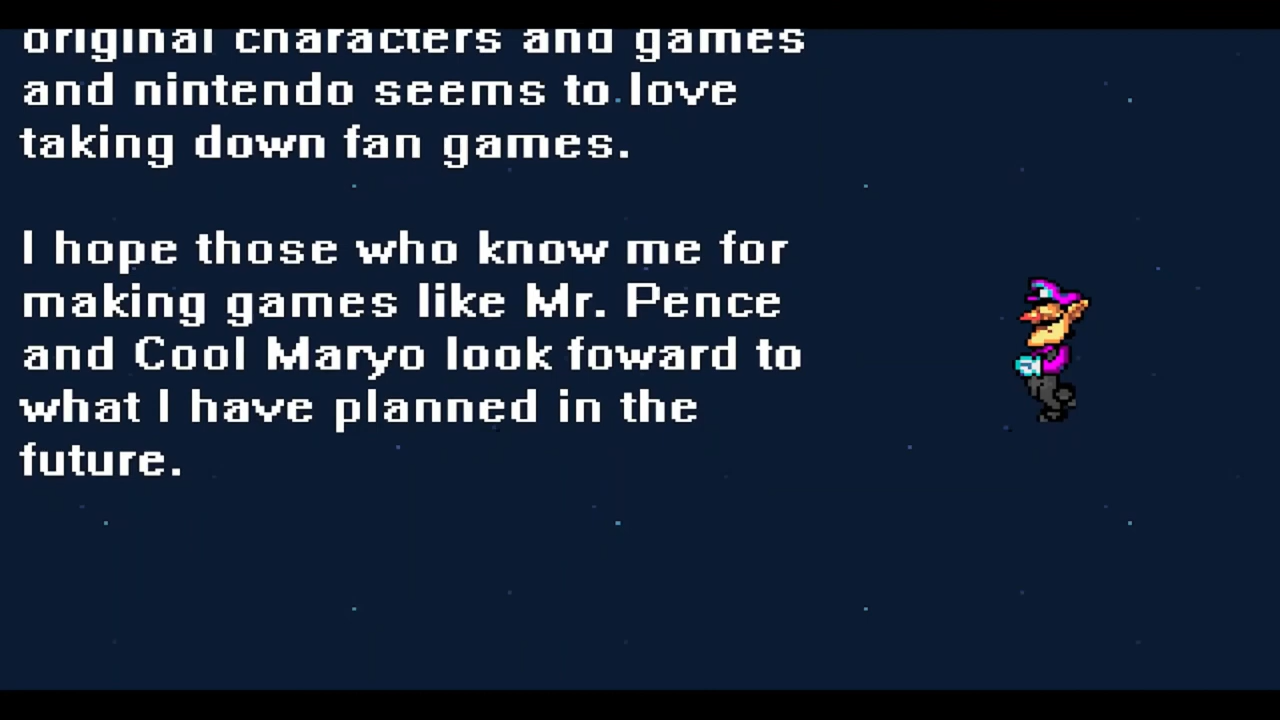 original characters and games
and nintendo seems to love
taking down fan games.
I hope those who know me for
making games like Mr. Pence
and Cool Maryo look foward to
what I have planned in the
future.